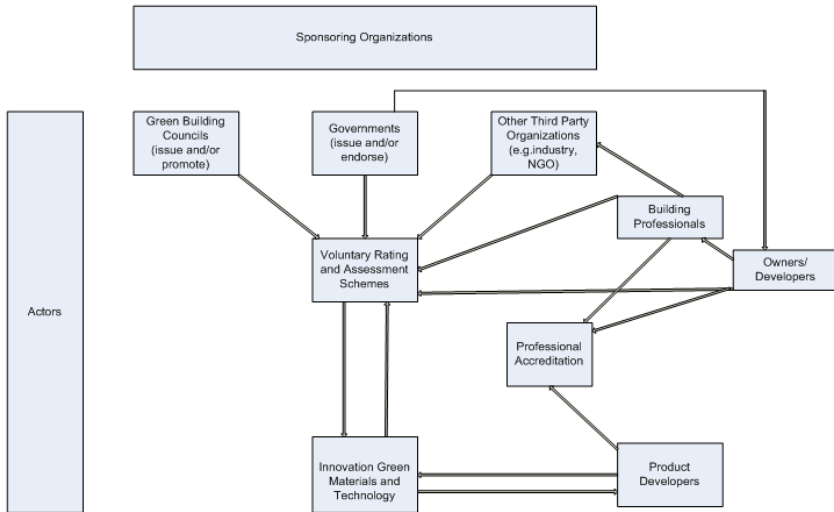 Sponsoring Organizations
Green Building
Councils
(issue and/or
promote)
Governments
(issue and/or
endorse)
Other Third Party
Organizations
(e.g.industry,
NGO)
Building
Professionals
Owners/
Developers
Voluntary Rating
and Assessment
Schemes
Actors
Professional
Accreditation
Innovation Green
Materials and
Technology
Product
Developers